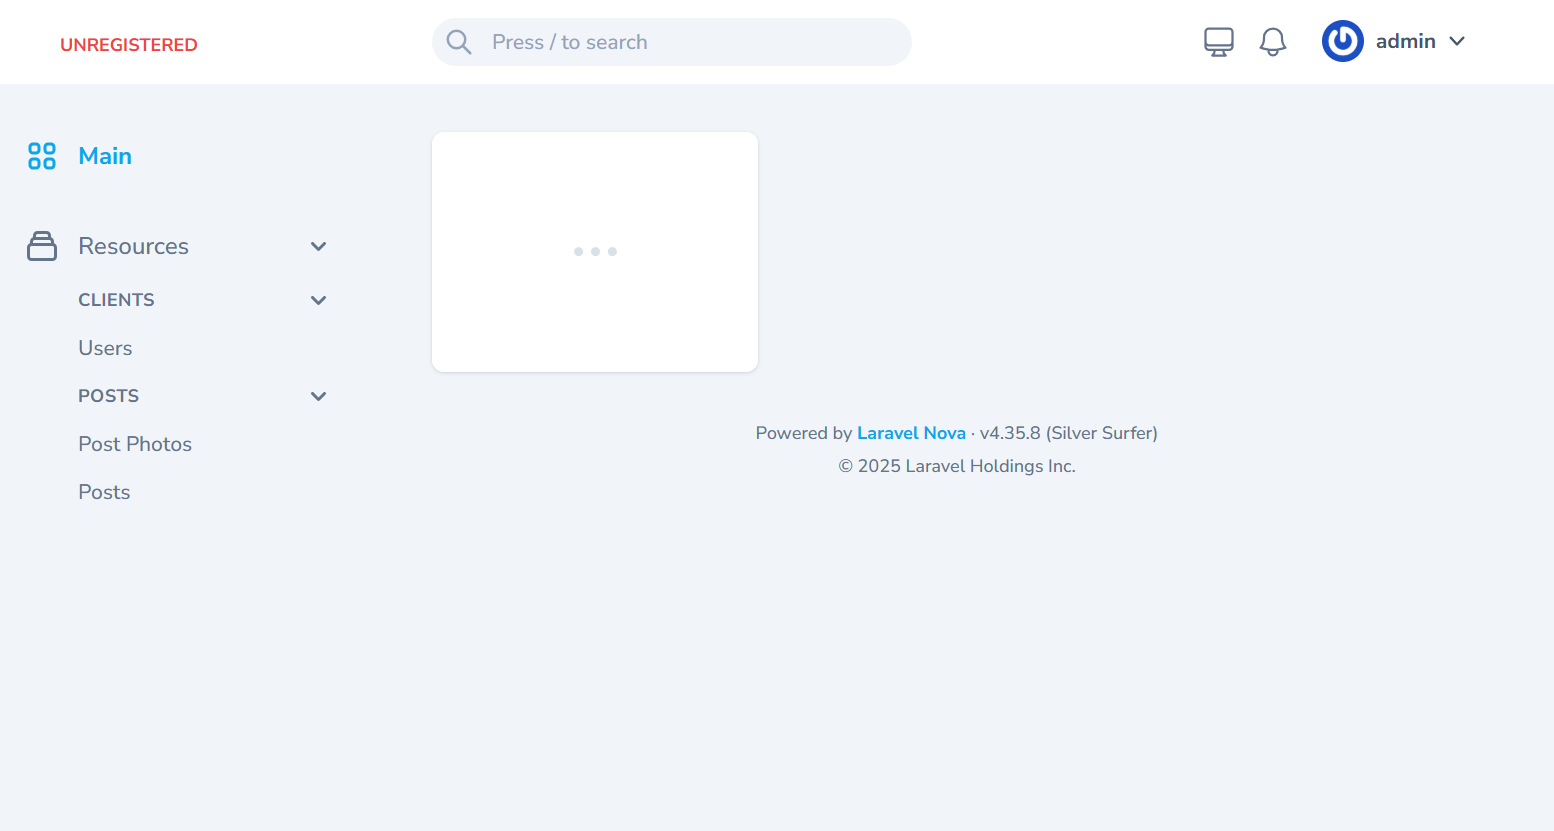 UNREGISTERED
Press / to search
admin
Main
Resources
CLIENTS
Users
POSTS
Post Photos
Posts
Powered by Laravel Nova · v4.35.8 (Silver Surfer)
© 2025 Laravel Holdings Inc.